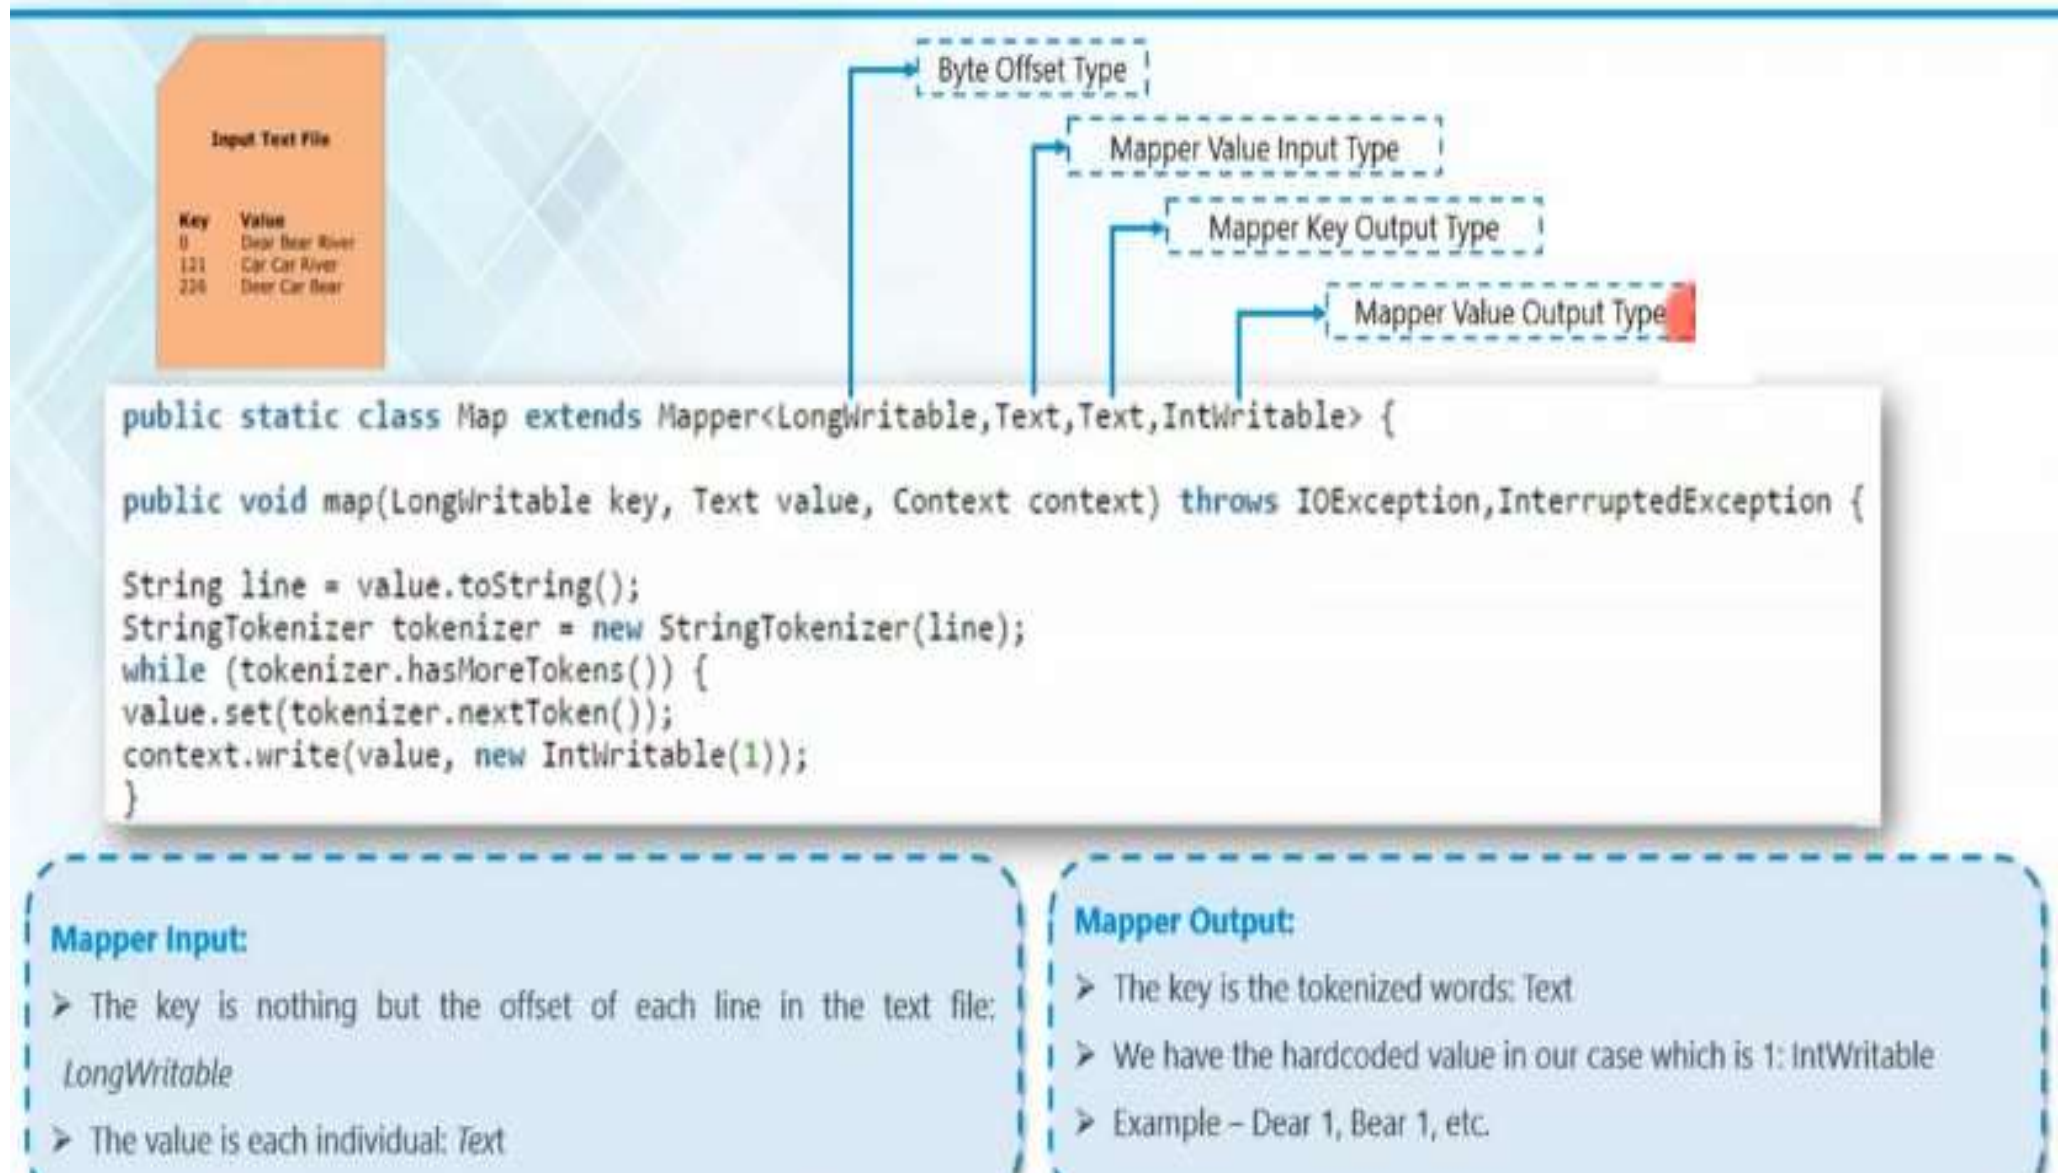 Input Text File
Key Value
0 Dear Bear River
121 Car Car River
226 Deer Car Bear
Byte Offset Type
Mapper Value Input Type
Mapper Key Output Type
Mapper Value Output Type
public static class Map extends Mapper<LongWritable,Text,Text,IntWritable> {
public void map(LongWritable key, Text value, Context context) throws IOException,InterruptedException {
String line = value.toString();
StringTokenizer tokenizer = new StringTokenizer(line);
while (tokenizer.hasMoreTokens()) {
value.set(tokenizer.nextToken());
context.write(value, new IntWritable(1));
}
Mapper Input:
➢ The key is nothing but the offset of each line in the text file:
LongWritable
➢ The value is each individual: Text
Mapper Output:
➢ The key is the tokenized words: Text
➢ We have the hardcoded value in our case which is 1: IntWritable
➢ Example – Dear 1, Bear 1, etc.